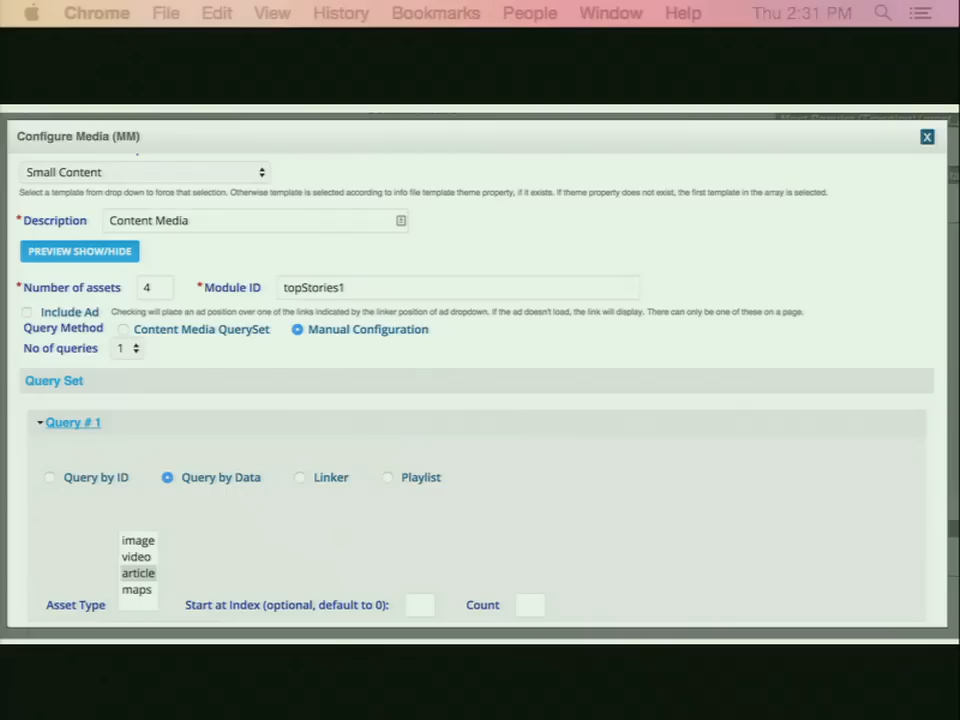 Chrome File Edit View History Bookmarks People Window Help Thu 2:31 PM
Configure Media (MM)
Small Content
Select a template from drop down to force that selection. Otherwise template is selected according to info file template theme property, if it exists. If theme property does not exist, the first template in the array is selected.
*Description Content Media
PREVIEW SHOW/HIDE
*Number of assets 4 *Module ID topStories1
Include Ad Checking will place an ad position over one of the links indicated by the linker position of ad dropdown. If the ad doesn't load, the link will display. There can only be one of these on a page.
Query Method Content Media QuerySet Manual Configuration
No of queries 1
Query Set
Query # 1
Query by ID Query by Data Linker Playlist
image
video
article
maps
Asset Type Start at Index (optional, default to 0): Count